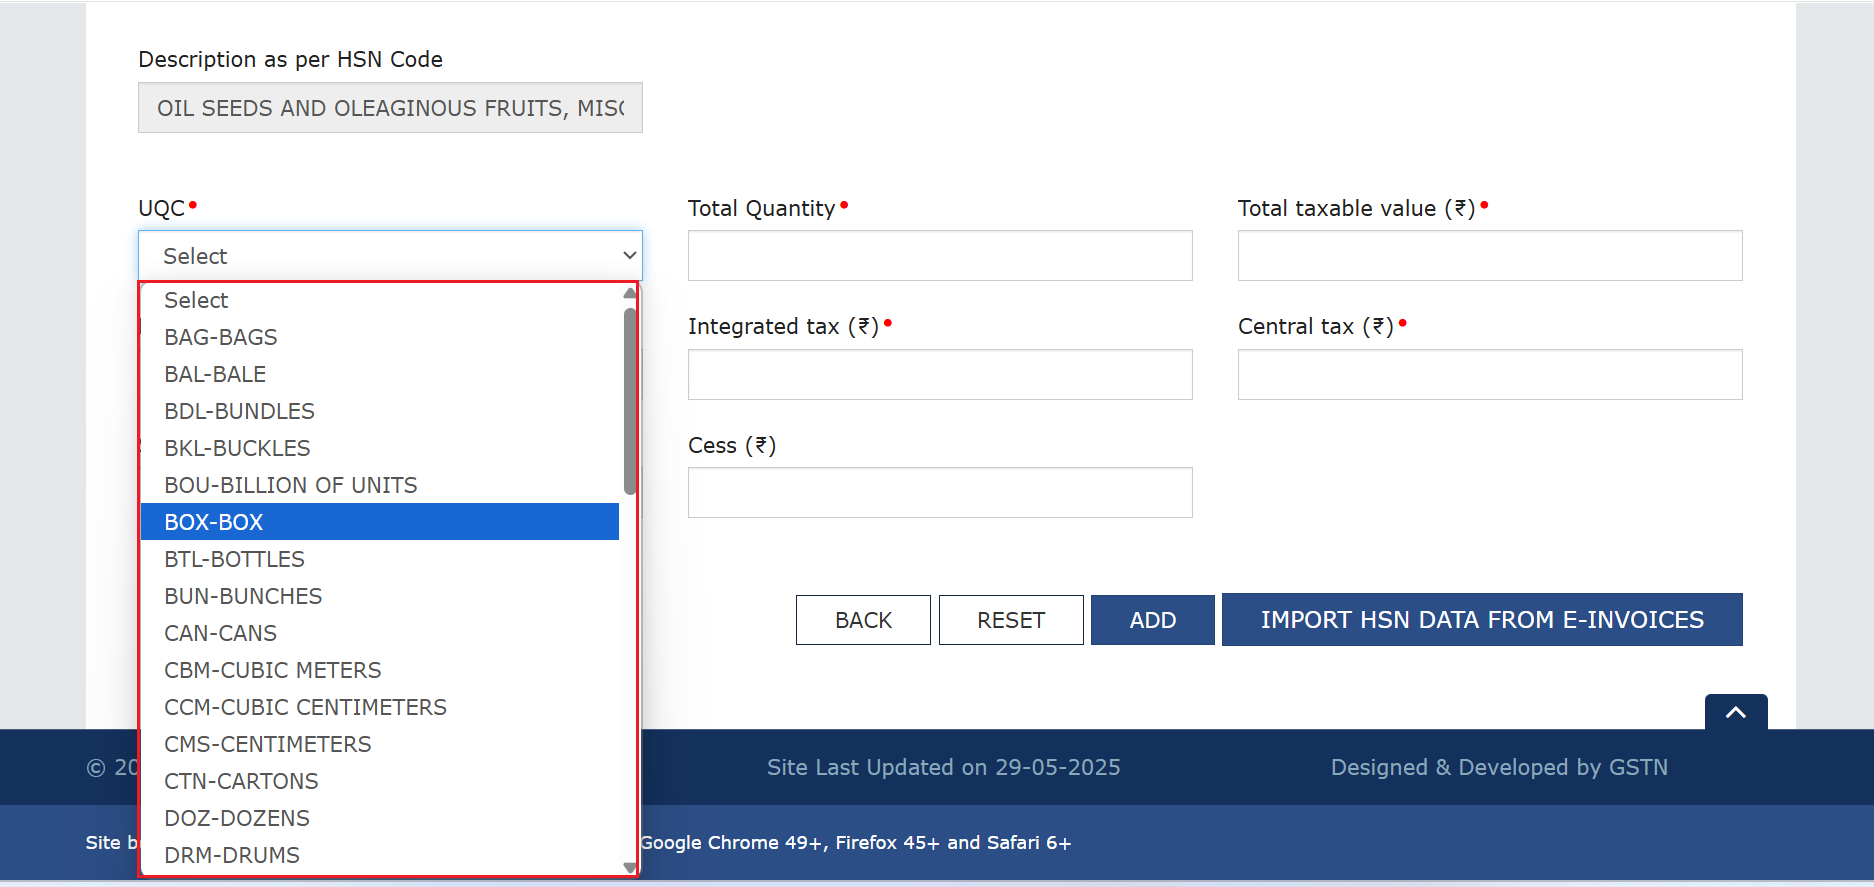 Description as per HSN Code
OIL SEEDS AND OLEAGINOUS FRUITS, MISC
UQC•
Total Quantity•
Total taxable value (₹)•
Select
Select
BAG-BAGS
BAL-BALE
BDL-BUNDLES
BKL-BUCKLES
BOU-BILLION OF UNITS
BOX-BOX
BTL-BOTTLES
BUN-BUNCHES
CAN-CANS
CBM-CUBIC METERS
CCM-CUBIC CENTIMETERS
CMS-CENTIMETERS
CTN-CARTONS
DOZ-DOZENS
DRM-DRUMS
Integrated tax (₹)•
Central tax (₹)•
Cess (₹)
BACK
RESET
ADD
IMPORT HSN DATA FROM E-INVOICES
© 20
Site Last Updated on 29-05-2025
Designed & Developed by GSTN
Site b
Google Chrome 49+, Firefox 45+ and Safari 6+